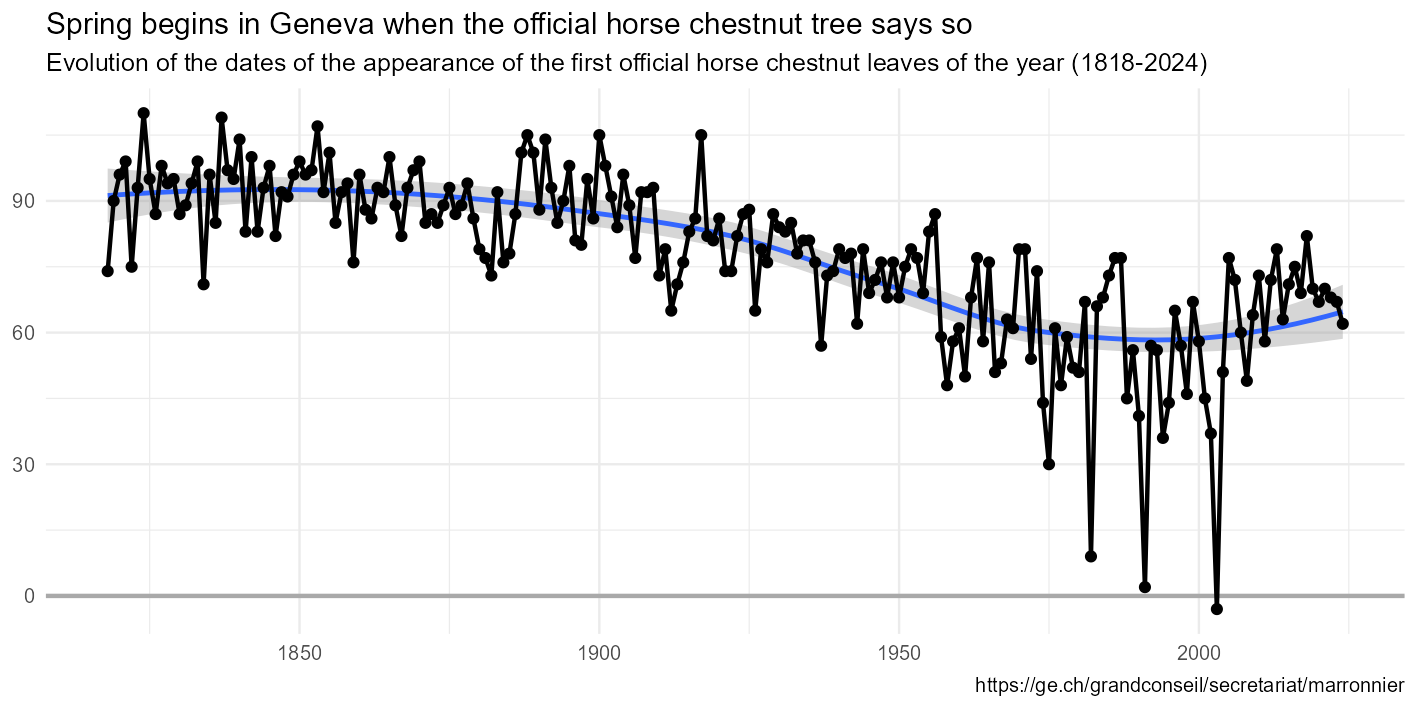 Spring begins in Geneva when the official horse chestnut tree says so
Evolution of the dates of the appearance of the first official horse chestnut leaves of the year (1818-2024)
90
60
30
0
1850 1900 1950 2000
https://ge.ch/grandconseil/secretariat/marronnier